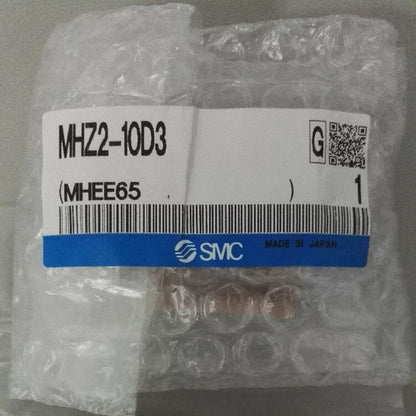 MHZ2-10D3 G
(MHEE65 ) 1
SMC MADE IN JAPAN